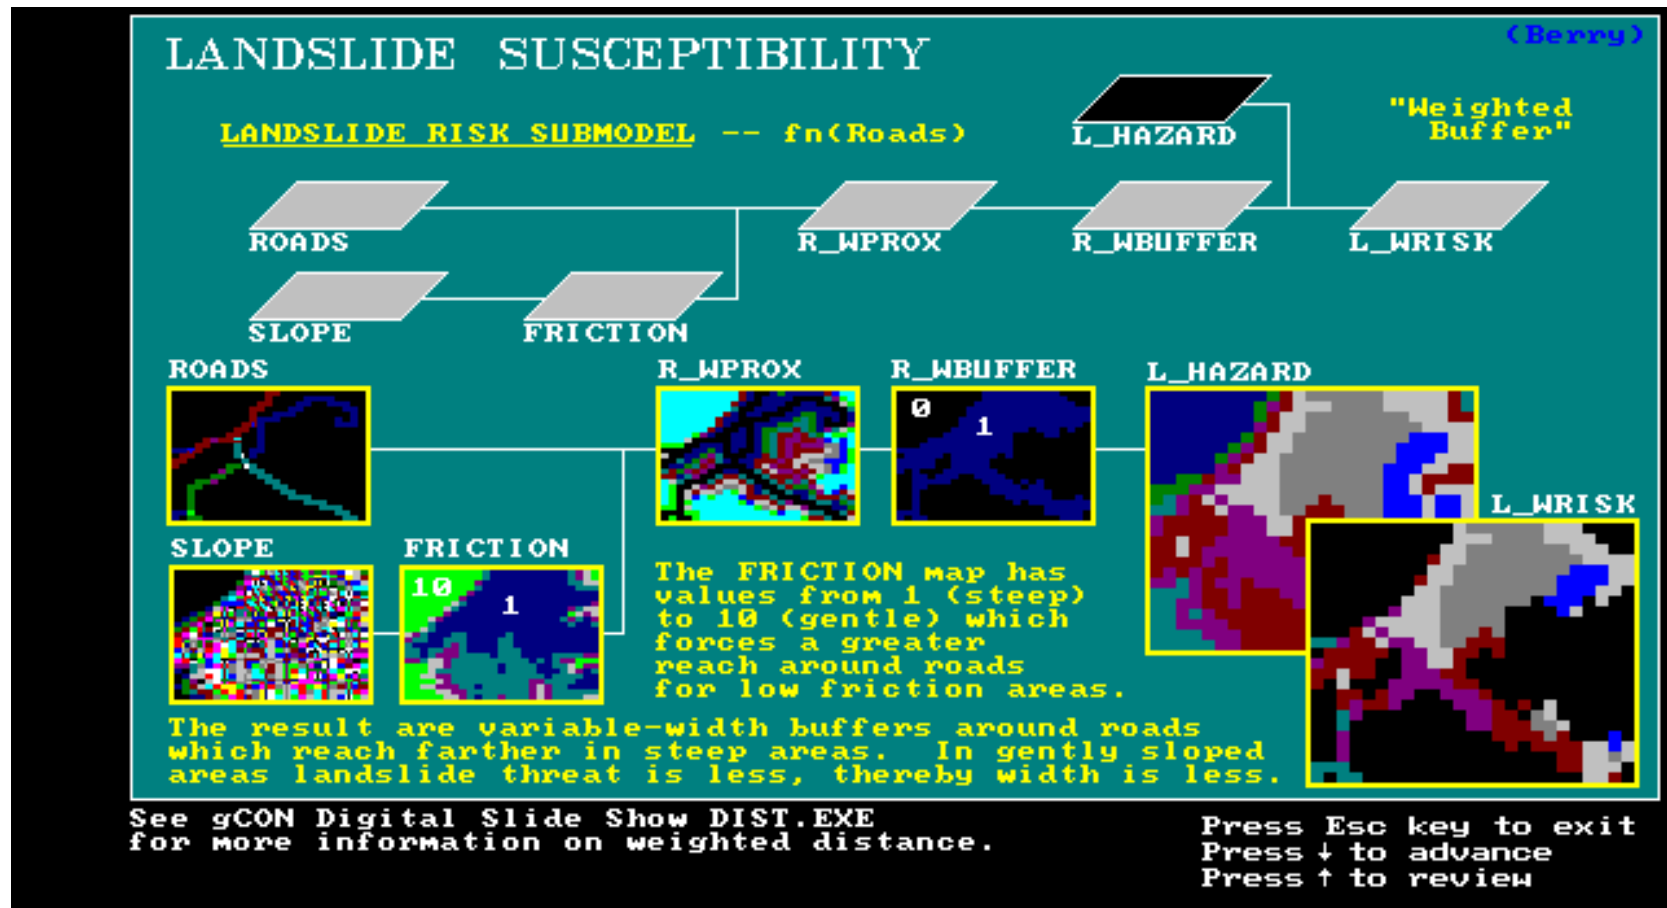 (Berry)
LANDSLIDE SUSCEPTIBILITY
"Weighted
Buffer"
LANDSLIDE RISK SUBMODEL -- fn(Roads)
L_HAZARD
ROADS
R_WPROX
R_WBUFFER
L_WRISK
SLOPE
FRICTION
ROADS
R_WPROX
R_WBUFFER
L_HAZARD
0
1
L_WRISK
SLOPE
FRICTION
10
1
The FRICTION map has
values from 1 (steep)
to 10 (gentle) which
forces a greater
reach around roads
for low friction areas.
The result are variable-width buffers around roads
which reach farther in steep areas. In gently sloped
areas landslide threat is less, thereby width is less.
See gCON Digital Slide Show DIST.EXE
for more information on weighted distance.
Press Esc key to exit
Press ↓ to advance
Press ↑ to review